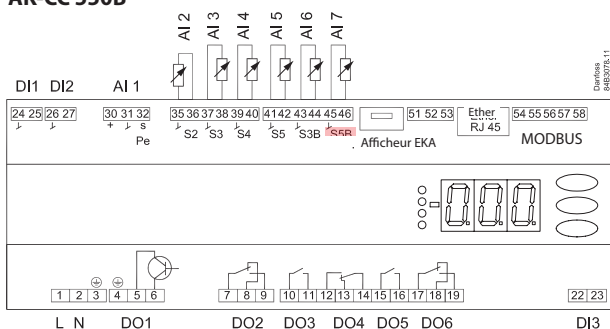 AK-CC 550B
AI 2 AI 3 AI 4 AI 5 AI 6 AI 7
Danfoss
84B3078.11
DI1 DI2 AI 1
24 25 26 27 30 31 32 35 36 37 38 39 40 41 42 43 44 45 46 51 52 53 Ether 54 55 56 57 58
+ s S2 S3 S4 S5 S3B S5B RJ 45
Pe Afficheur EKA MODBUS
000
1 2 3 4 5 6 7 8 9 10 11 12 13 14 15 16 17 18 19 22 23
L N DO1 DO2 DO3 DO4 DO5 DO6 DI3